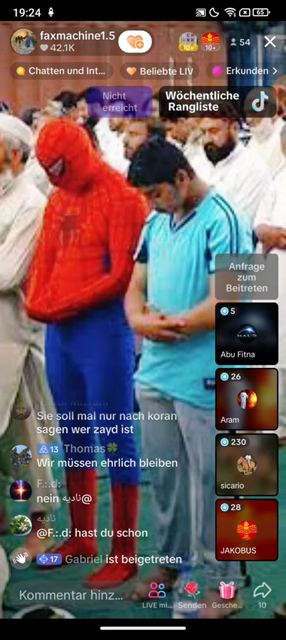 19:24
65
faxmachine1.5
42.1K
10+
10+
54
Chatten und Int...
Beliebte LIV
Erkunden
Nicht
erreicht
Wöchentliche
Rangliste
Anfrage
zum
Beitreten
5
Abu Fitna
26
Aram
230
sicario
28
JAKOBUS
Sie soll mal nur nach koran
sagen wer zayd ist
13 Thomas🍀
Wir müssen ehrlich bleiben
F.:.d:
nein نادیه@
نادیه
@F.:.d: hast du schon
17 Gabriel ist beigetreten
Kommentar hinz...
LIVE mi...
Senden
Gesche...
10